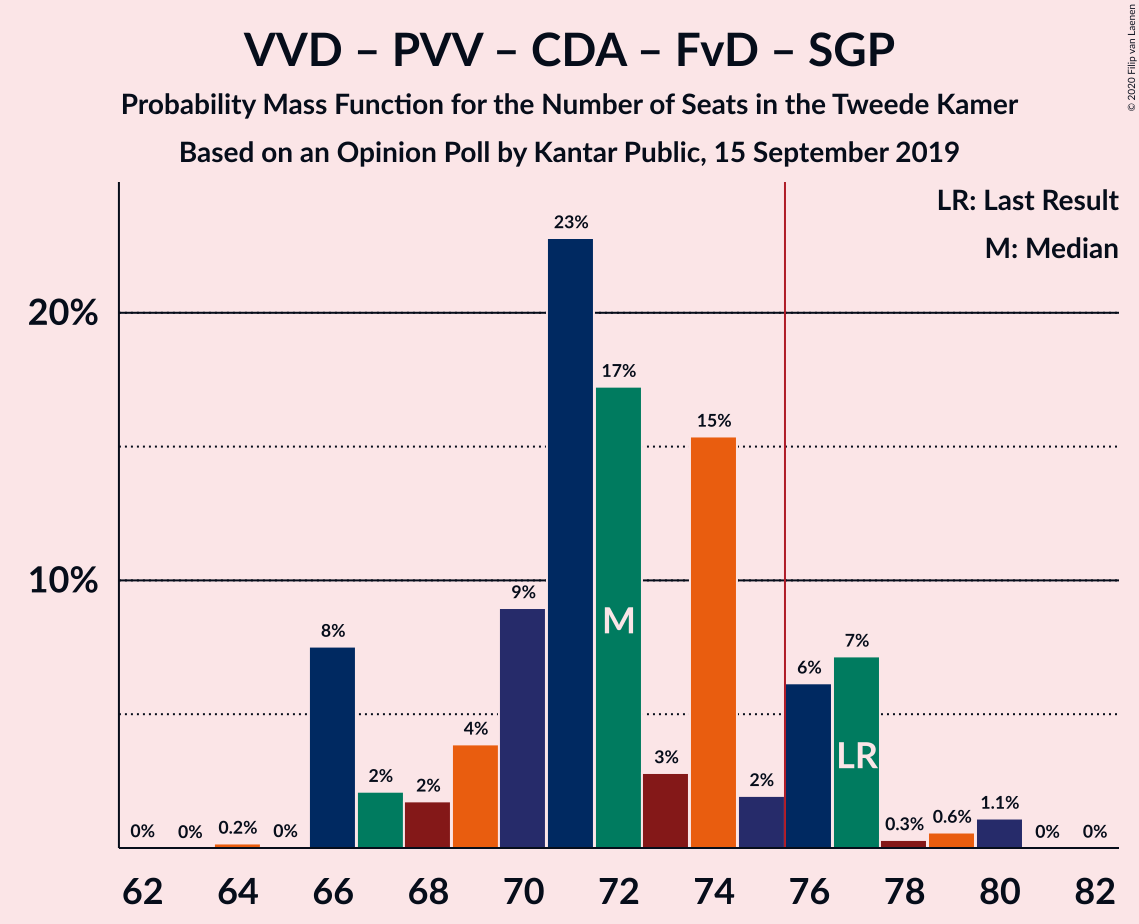 VVD – PVV – CDA – FvD – SGP
Probability Mass Function for the Number of Seats in the Tweede Kamer
Based on an Opinion Poll by Kantar Public, 15 September 2019
© 2020 Filip van Laenen
LR: Last Result
M: Median
20%
10%
0%
0%
0.2%
0%
8%
2%
2%
4%
9%
23%
17%
3%
15%
2%
6%
7%
0.3%
0.6%
1.1%
0%
0%
M
LR
62 64 66 68 70 72 74 76 78 80 82